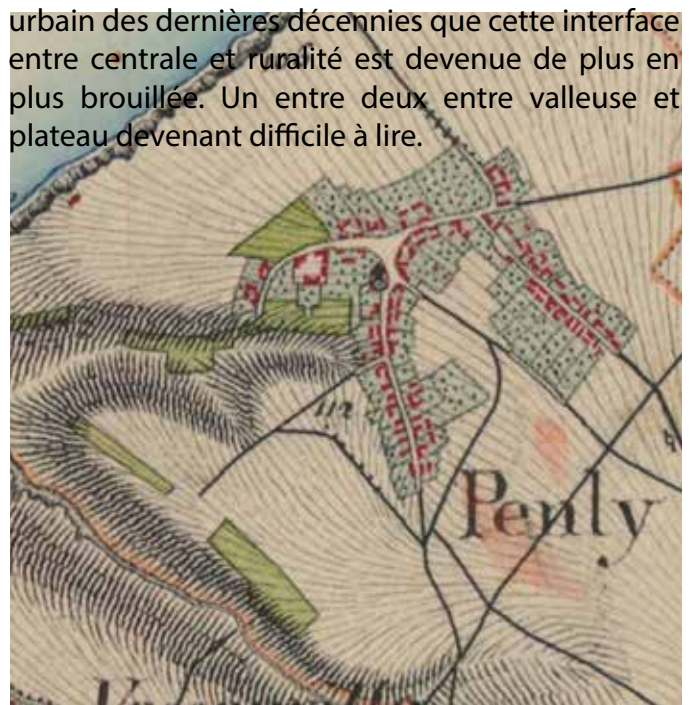 urbain des dernières décennies que cette interface
entre centrale et ruralité est devenue de plus en
plus brouillée. Un entre deux entre valleuse et
plateau devenant difficile à lire.
Penly